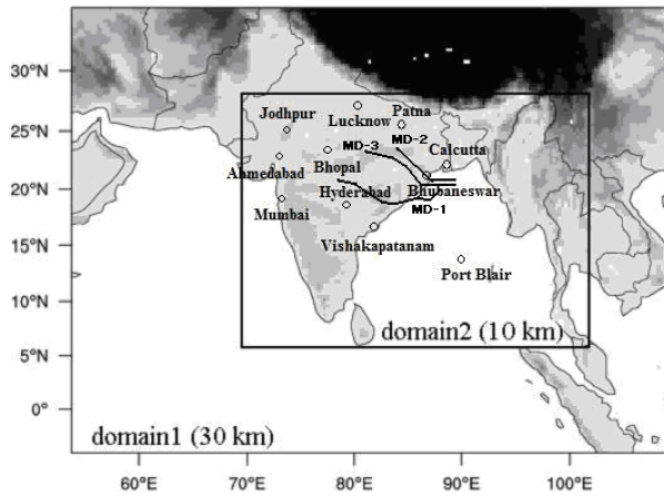 30°N
25°N
20°N
15°N
10°N
5°N
0°
Jodhpur
Lucknow
Patna
MD-3
MD-2
Calcutta
Ahmedabad
Bhopal
Hyderabad
Bhubaneswar
Mumbai
MD-1
Vishakapatanam
Port Blair
domain2 (10 km)
domain1 (30 km)
60°E
70°E
80°E
90°E
100°E